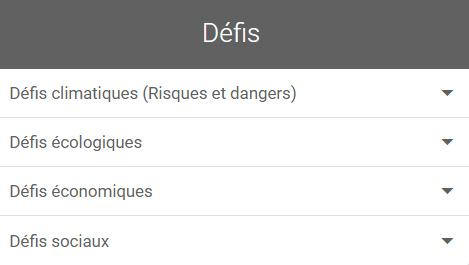 Défis
Défis climatiques (Risques et dangers)
Défis écologiques
Défis économiques
Défis sociaux